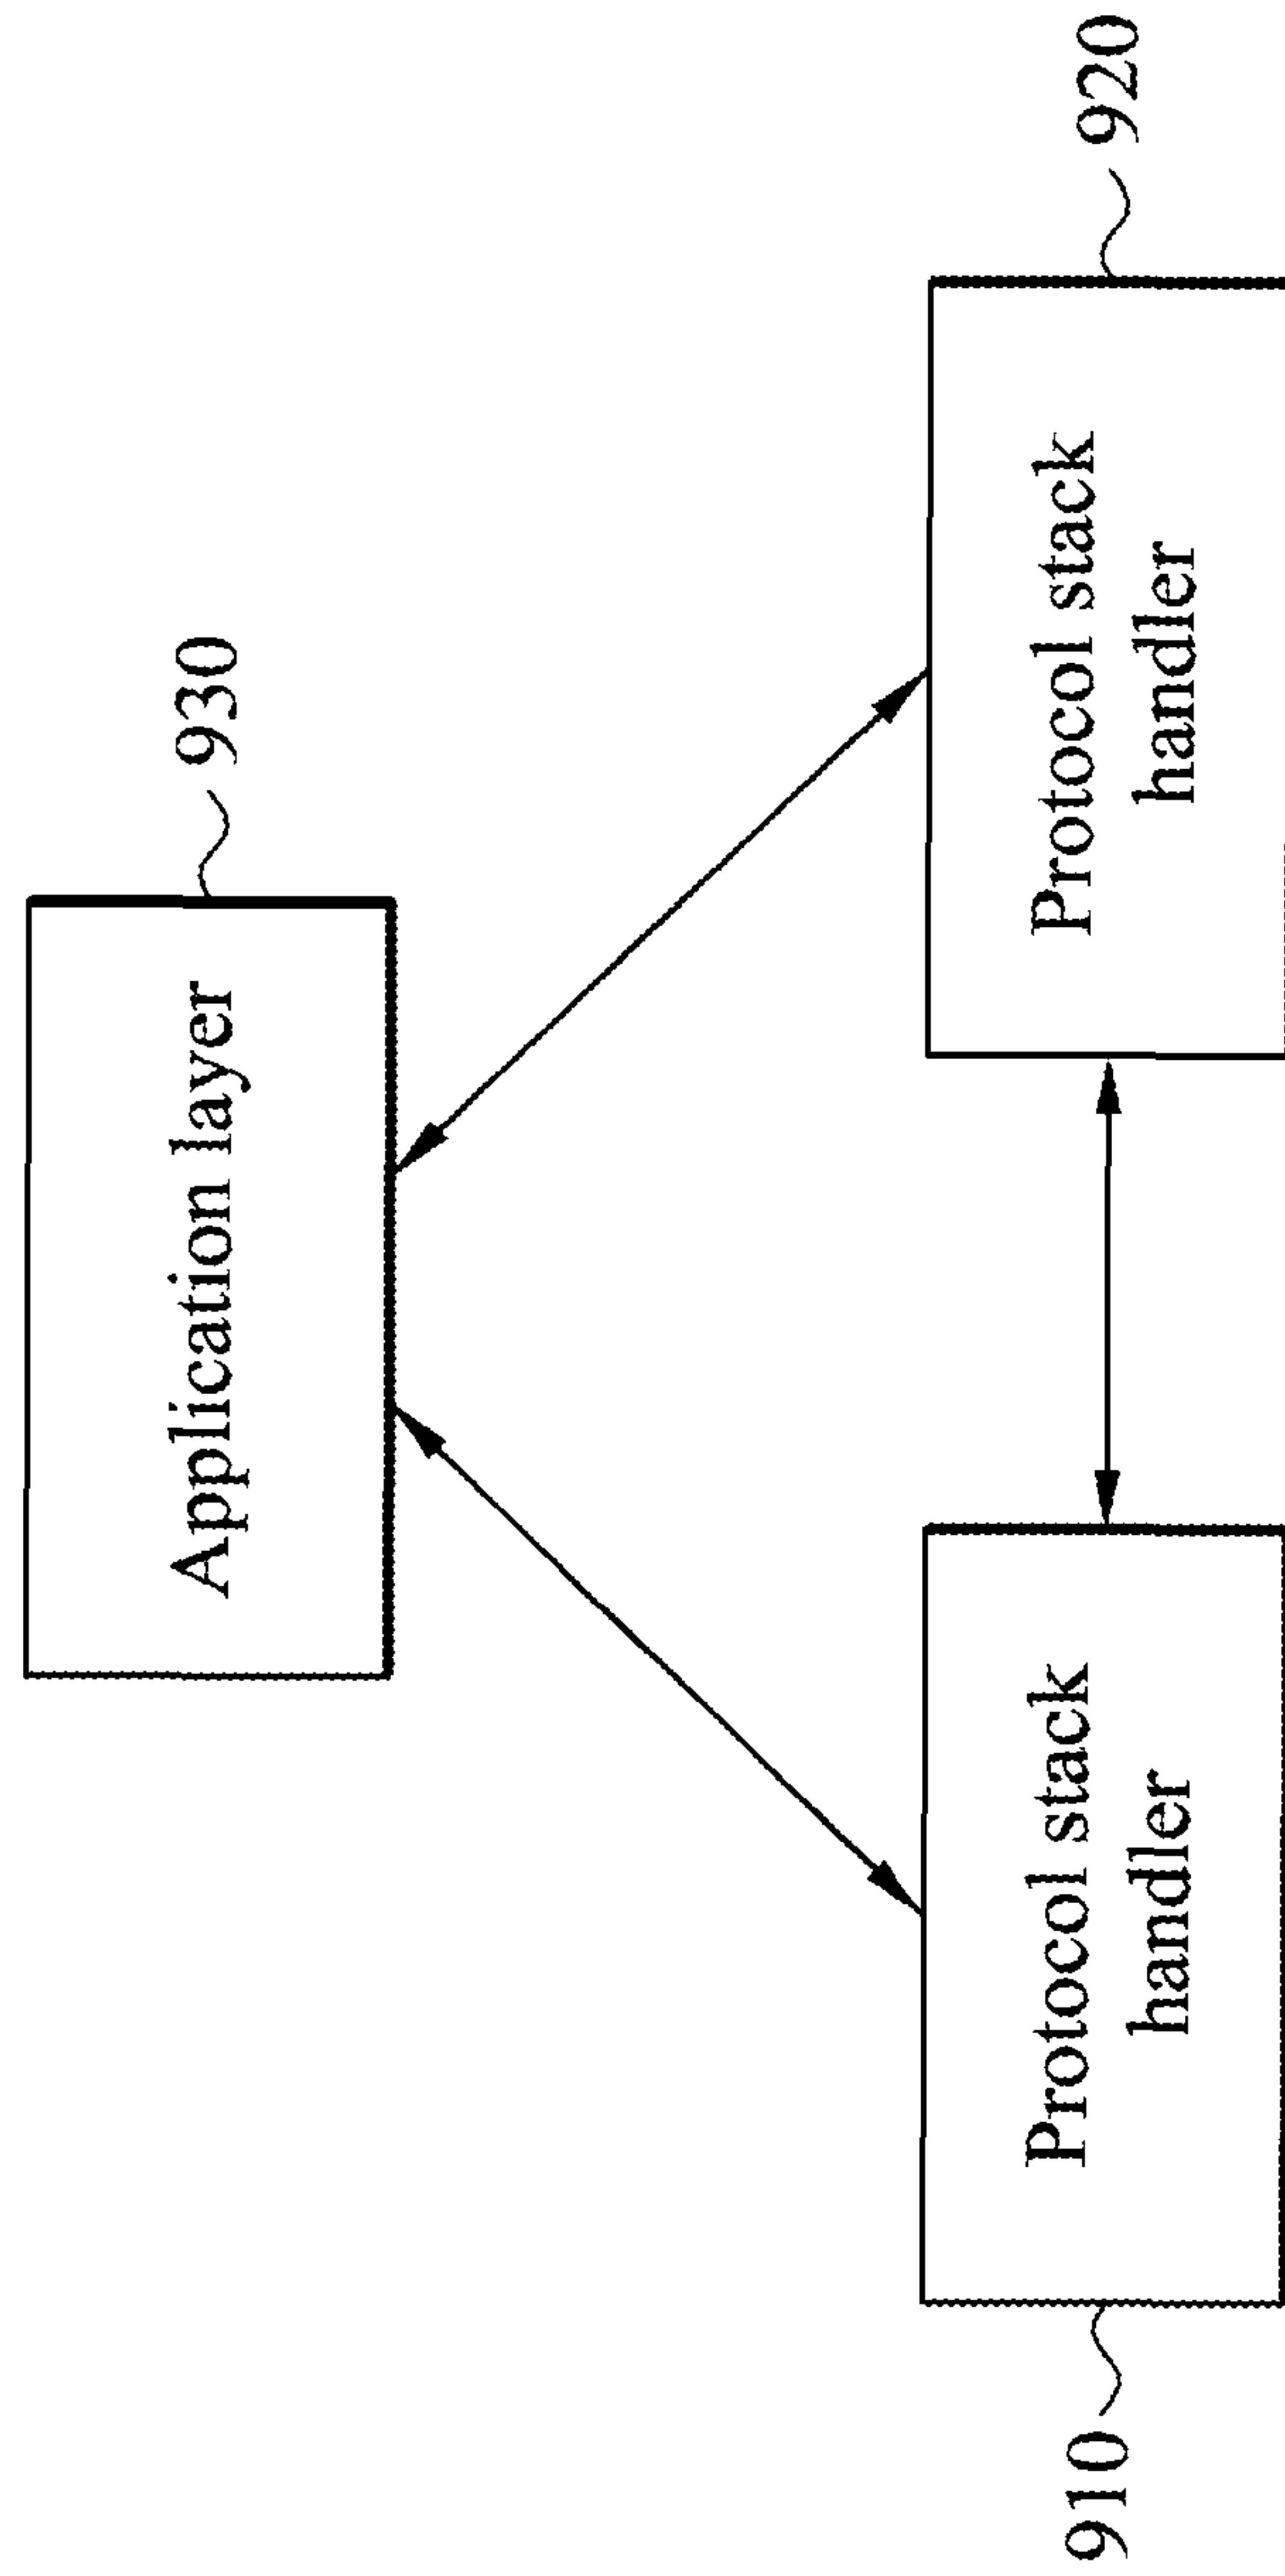 Application layer
930
Protocol stack
handler
910
Protocol stack
handler
920